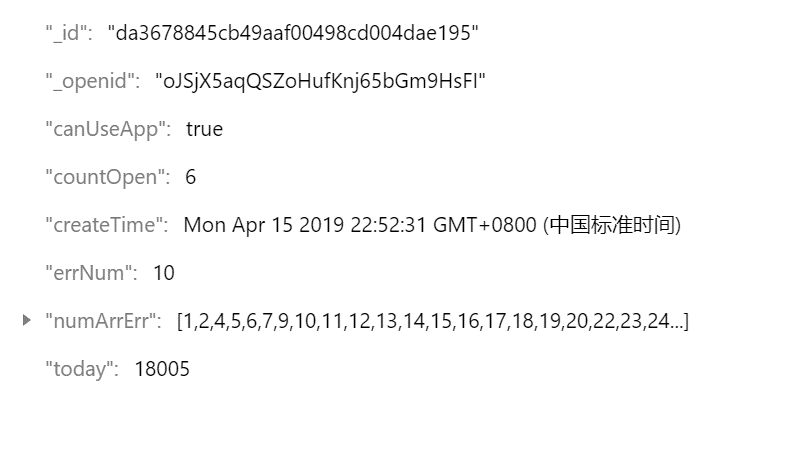 "_id": "da3678845cb49aaf00498cd004dae195"
"_openid": "oJSjX5aqQSZoHufKnj65bGm9HsFI"
"canUseApp": true
"countOpen": 6
"createTime": Mon Apr 15 2019 22:52:31 GMT+0800 (中国标准时间)
"errNum": 10
"numArrErr": [1,2,4,5,6,7,9,10,11,12,13,14,15,16,17,18,19,20,22,23,24...]
"today": 18005